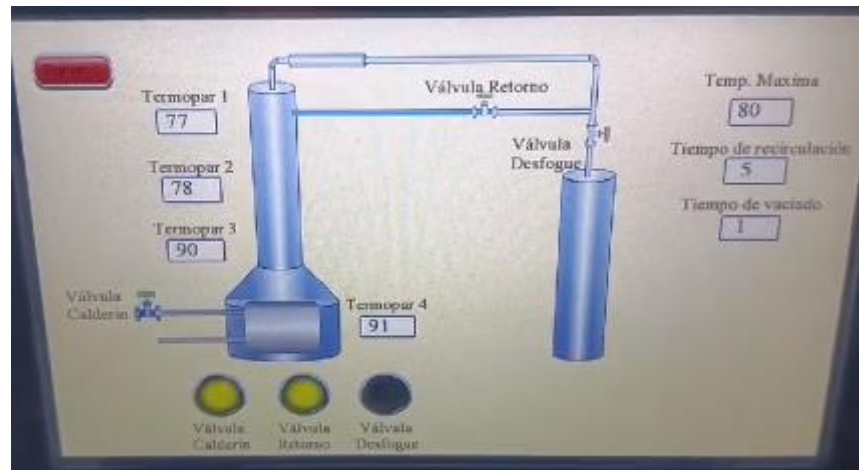 Termopar 1
77
Termopar 2
78
Termopar 3
90
Válvula
Calderin
Termopar 4
91
Válvula Retorno
Válvula
Desfogue
Temp. Maxima
80
Tiempo de recirculación
5
Tiempo de vaciado
1
Válvula
Calderin
Válvula
Retorno
Válvula
Desfogue